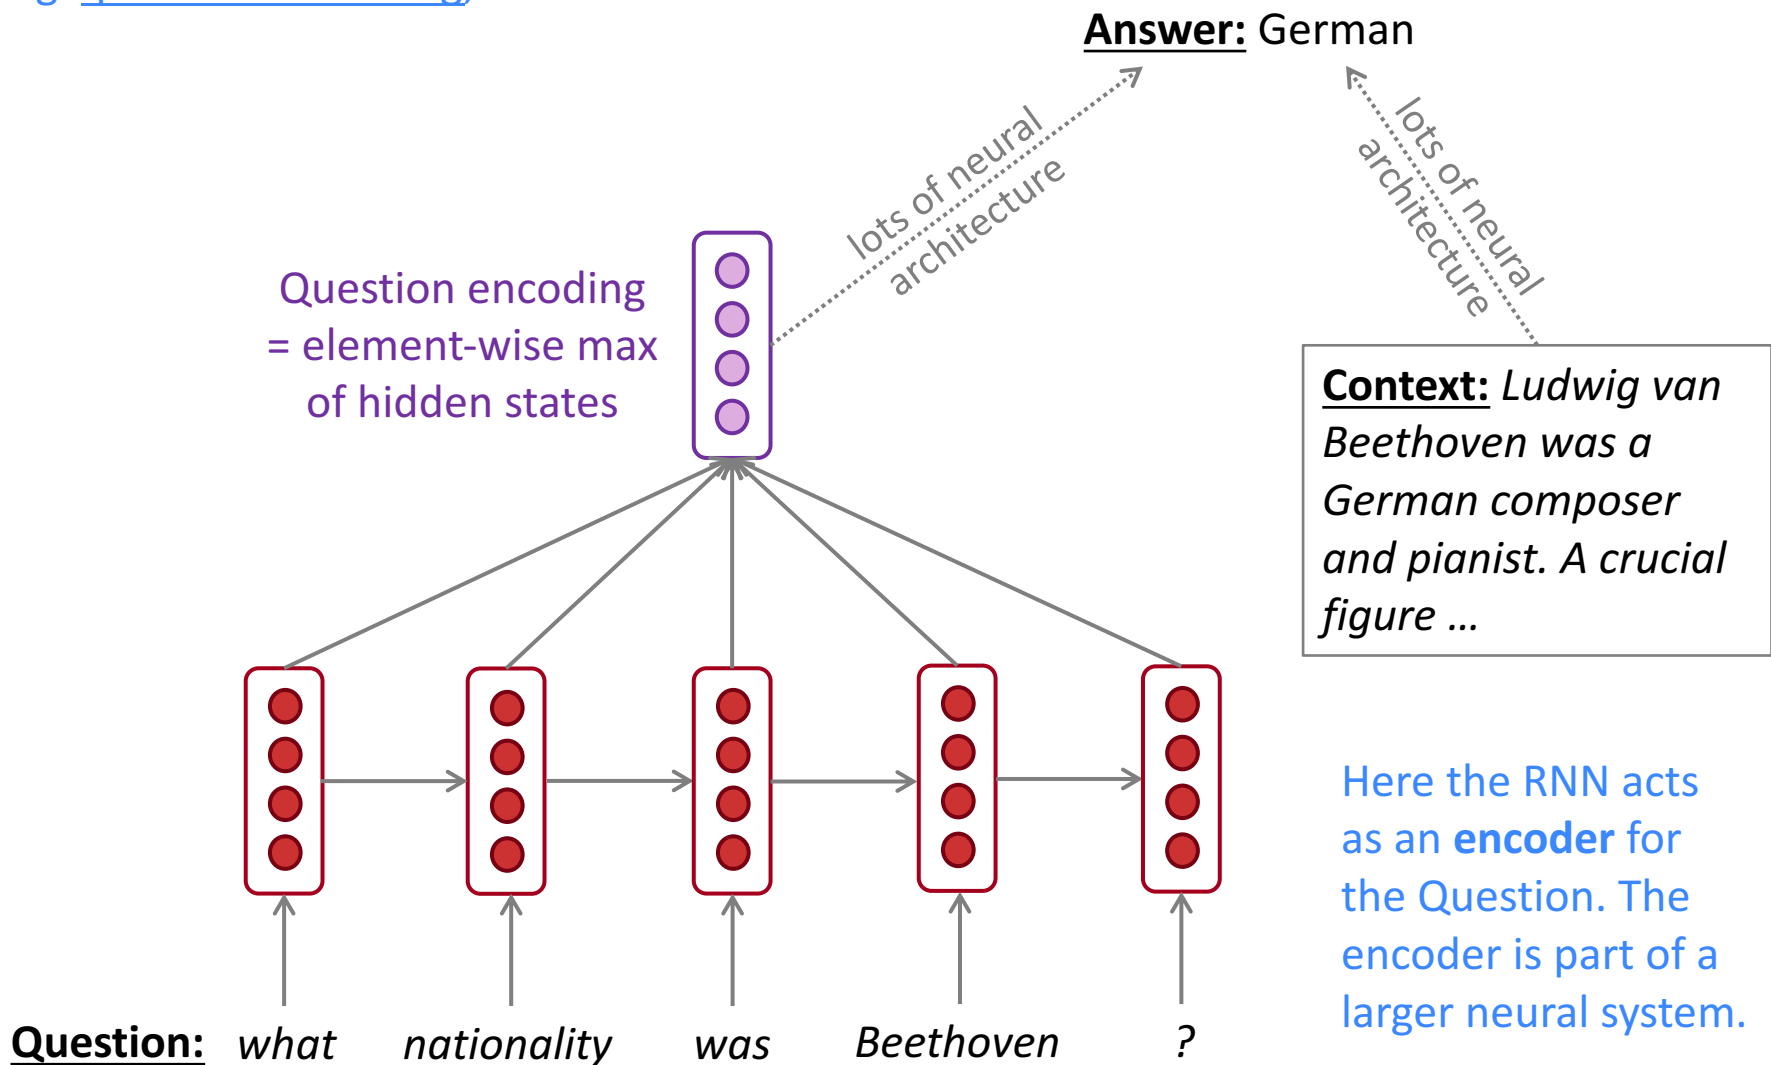 Answer: German
lots of neural
architecture
lots of neural
architecture
Question encoding
= element-wise max
of hidden states
Context: Ludwig van
Beethoven was a
German composer
and pianist. A crucial
figure ...
Here the RNN acts
as an encoder for
the Question. The
encoder is part of a
larger neural system.
Question: what nationality was Beethoven ?